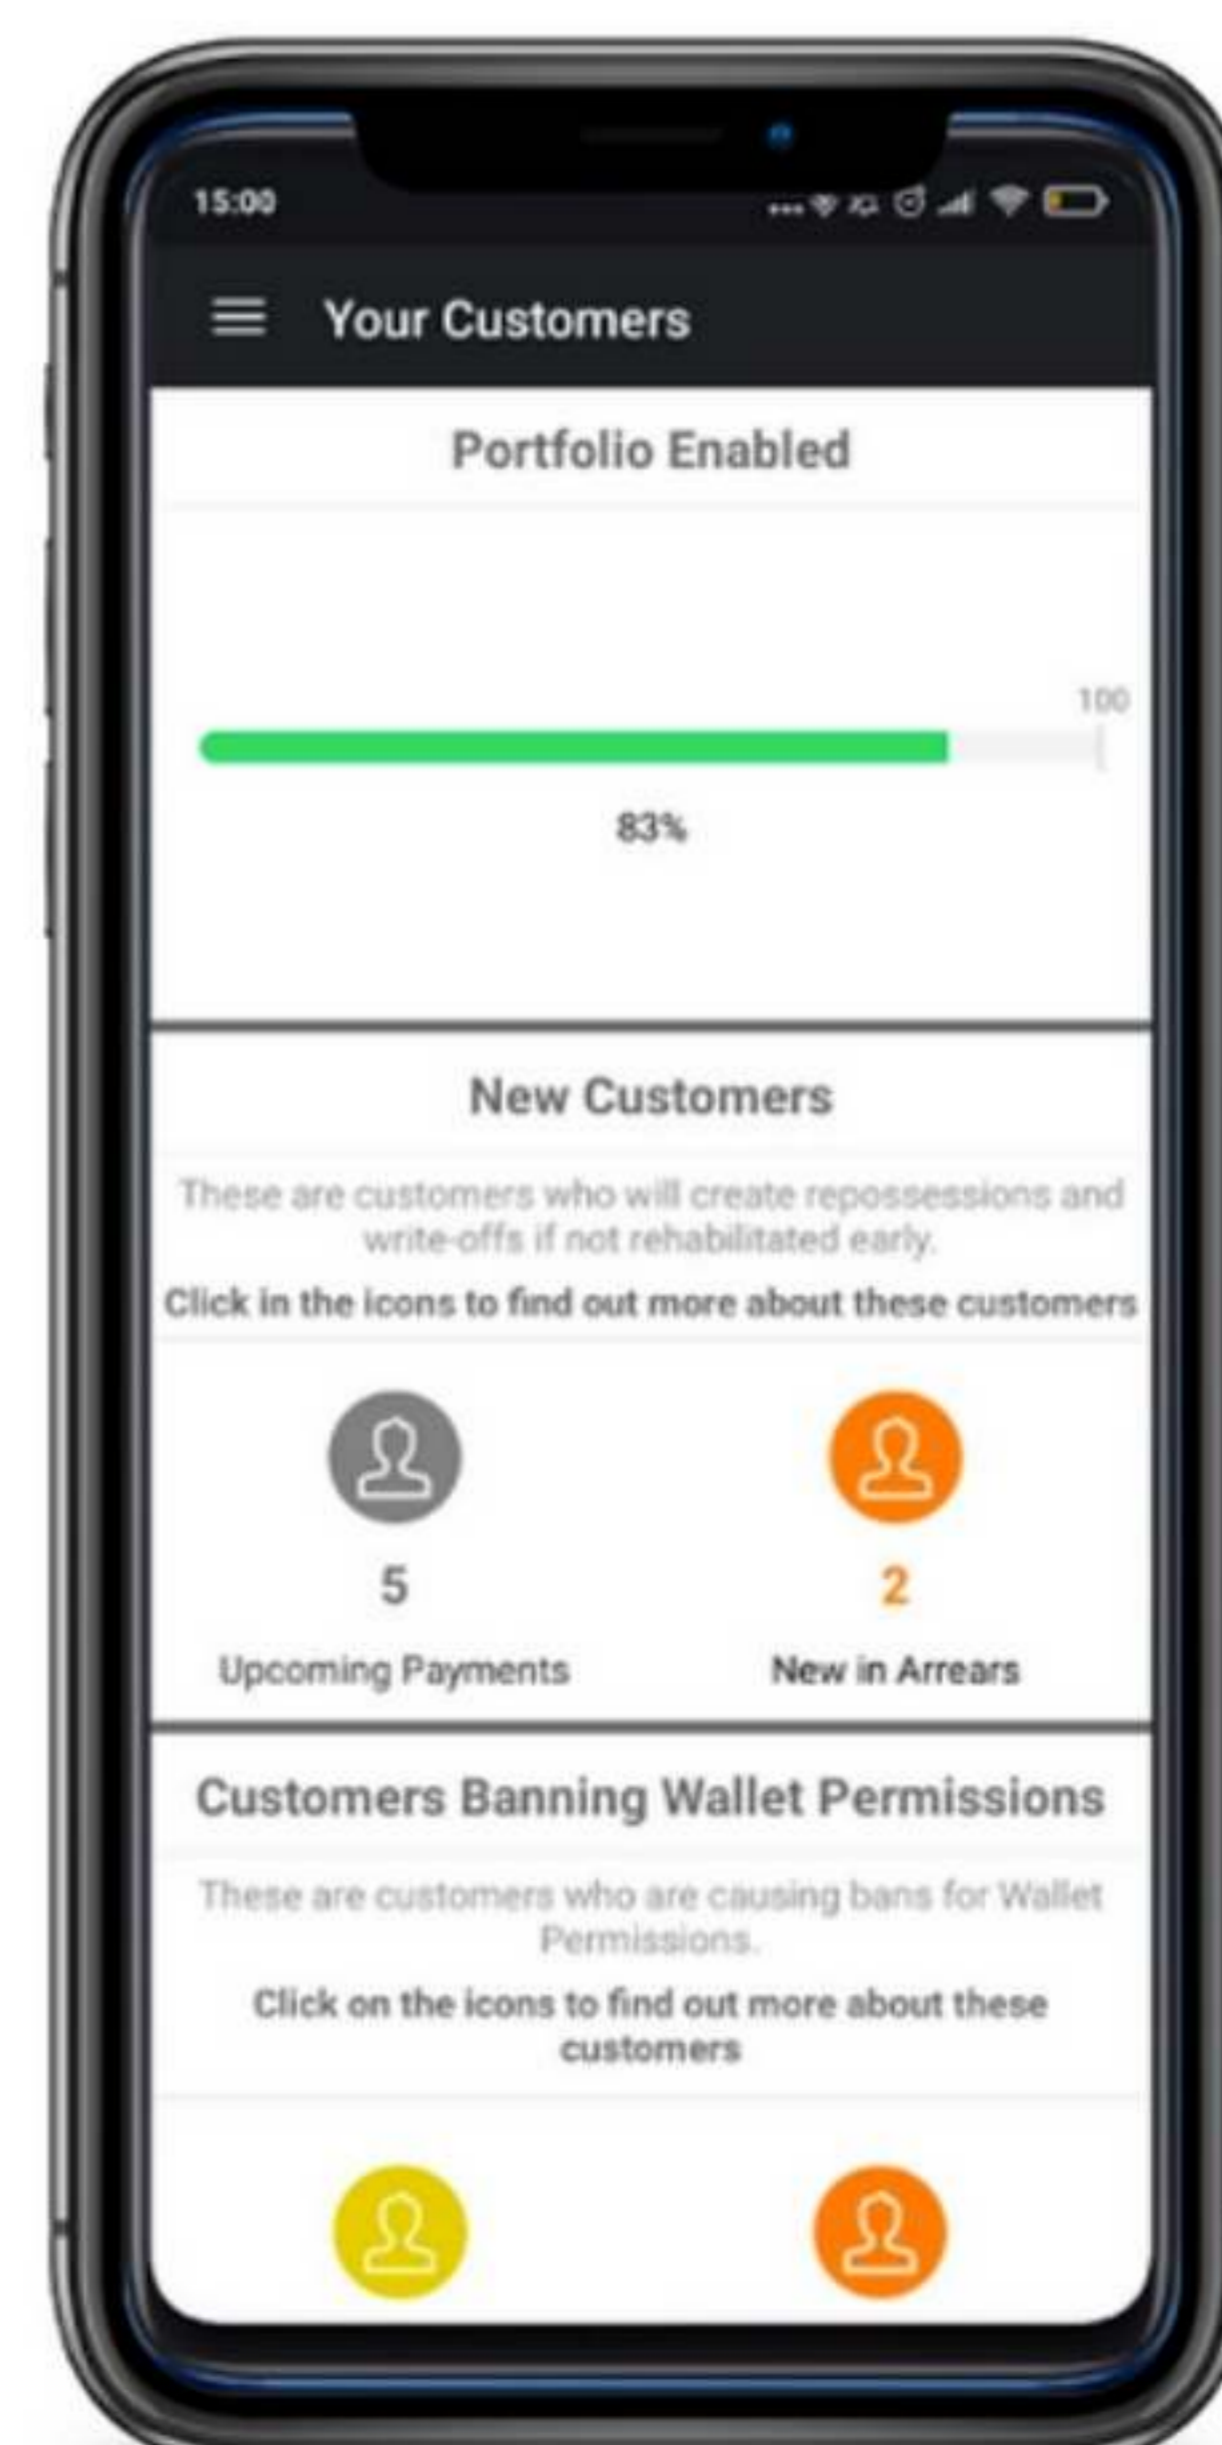 15:00
Your Customers
Portfolio Enabled
100
83%
New Customers
These are customers who will create repossessions and
write-offs if not rehabilitated early.
Click in the icons to find out more about these customers
5
2
Upcoming Payments
New in Arrears
Customers Banning Wallet Permissions
These are customers who are causing bans for Wallet
Permissions.
Click on the icons to find out more about these
customers